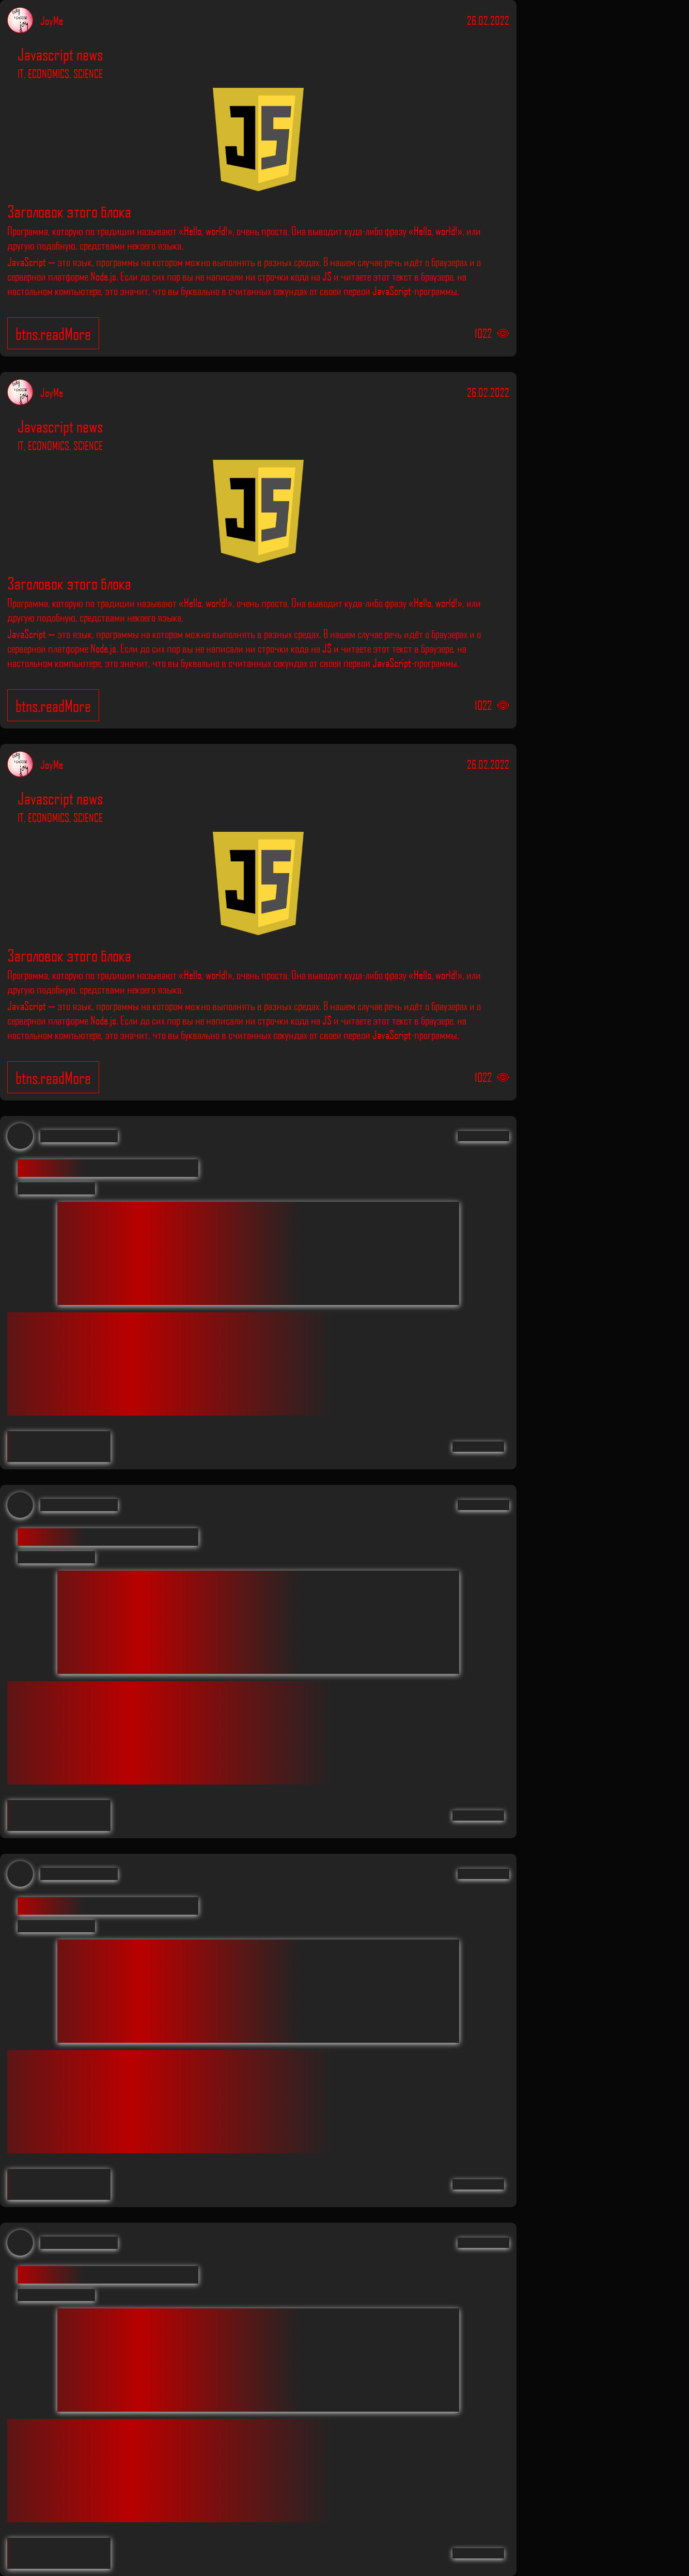 JoyMe
26.02.2022
Javascript news
IT, ECONOMICS, SCIENCE
JS
Заголовок этого блока
Программа, которую по традиции называют «Hello, world!», очень проста. Она выводит куда-либо фразу «Hello, world!», или
другую подобную, средствами некоего языка.
JavaScript — это язык, программы на котором можно выполнять в разных средах. В нашем случае речь идёт о браузерах и о
серверной платформе Node.js. Если до сих пор вы не написали ни строчки кода на JS и читаете этот текст в браузере, на
настольном компьютере, это значит, что вы буквально в считанных секундах от своей первой JavaScript-программы.
btns.readMore
1022
JoyMe
26.02.2022
Javascript news
IT, ECONOMICS, SCIENCE
JS
Заголовок этого блока
Программа, которую по традиции называют «Hello, world!», очень проста. Она выводит куда-либо фразу «Hello, world!», или
другую подобную, средствами некоего языка.
JavaScript — это язык, программы на котором можно выполнять в разных средах. В нашем случае речь идёт о браузерах и о
серверной платформе Node.js. Если до сих пор вы не написали ни строчки кода на JS и читаете этот текст в браузере, на
настольном компьютере, это значит, что вы буквально в считанных секундах от своей первой JavaScript-программы.
btns.readMore
1022
JoyMe
26.02.2022
Javascript news
IT, ECONOMICS, SCIENCE
JS
Заголовок этого блока
Программа, которую по традиции называют «Hello, world!», очень проста. Она выводит куда-либо фразу «Hello, world!», или
другую подобную, средствами некоего языка.
JavaScript — это язык, программы на котором можно выполнять в разных средах. В нашем случае речь идёт о браузерах и о
серверной платформе Node.js. Если до сих пор вы не написали ни строчки кода на JS и читаете этот текст в браузере, на
настольном компьютере, это значит, что вы буквально в считанных секундах от своей первой JavaScript-программы.
btns.readMore
1022